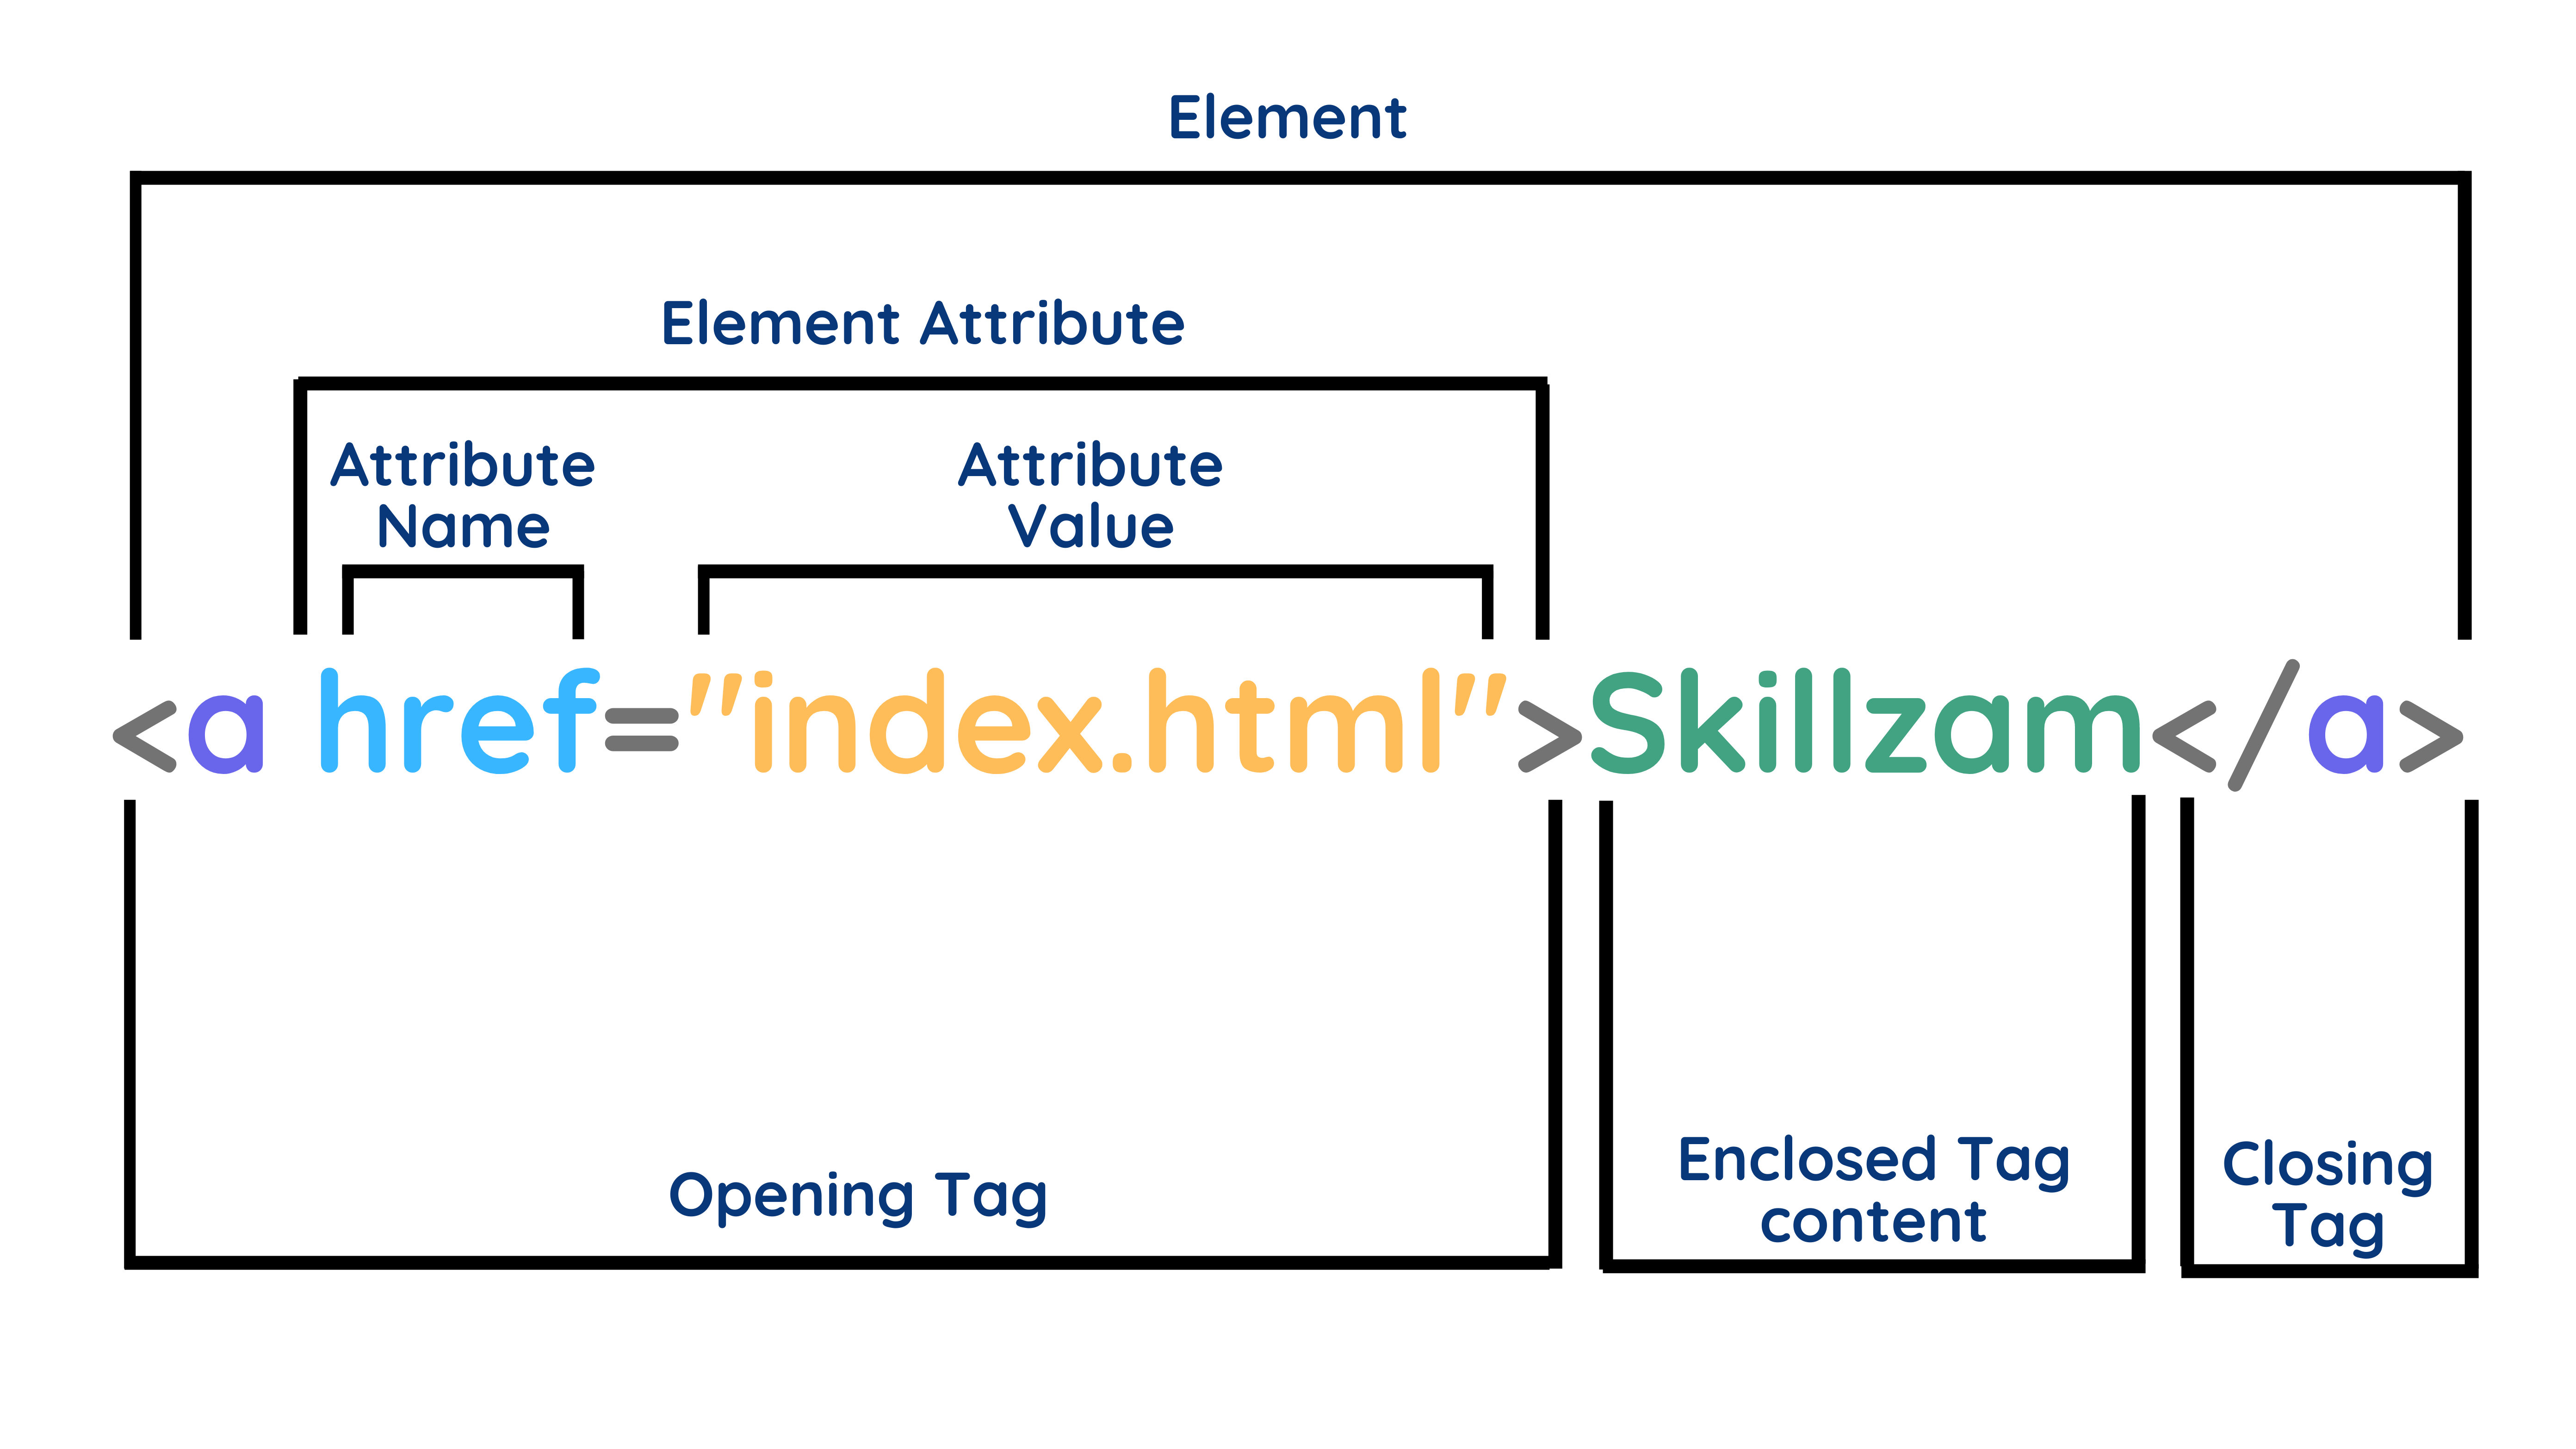 Element
Element Attribute
Attribute
Name
Attribute
Value
<a href="index.html">Skillzam</a>
Opening Tag
Enclosed Tag
content
Closing
Tag